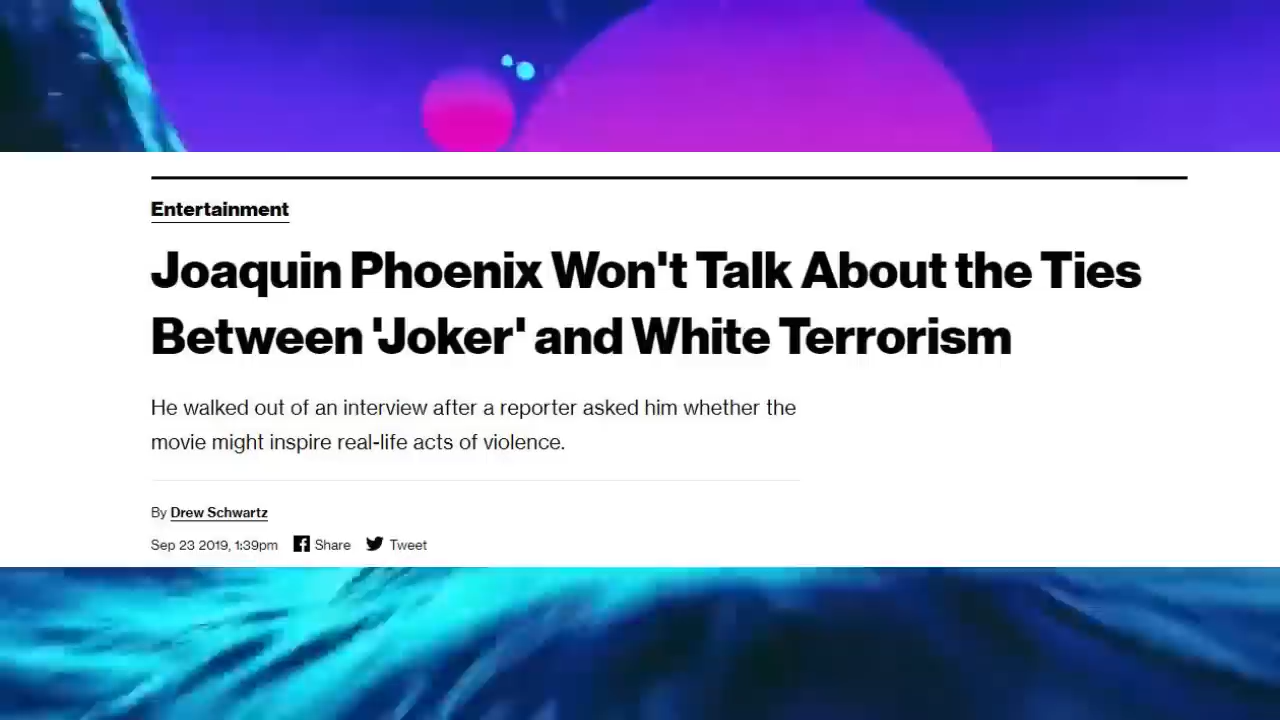 Entertainment
Joaquin Phoenix Won't Talk About the Ties
Between 'Joker' and White Terrorism
He walked out of an interview after a reporter asked him whether the
movie might inspire real-life acts of violence.
By Drew Schwartz
Sep 23 2019, 1:39pm Share Tweet